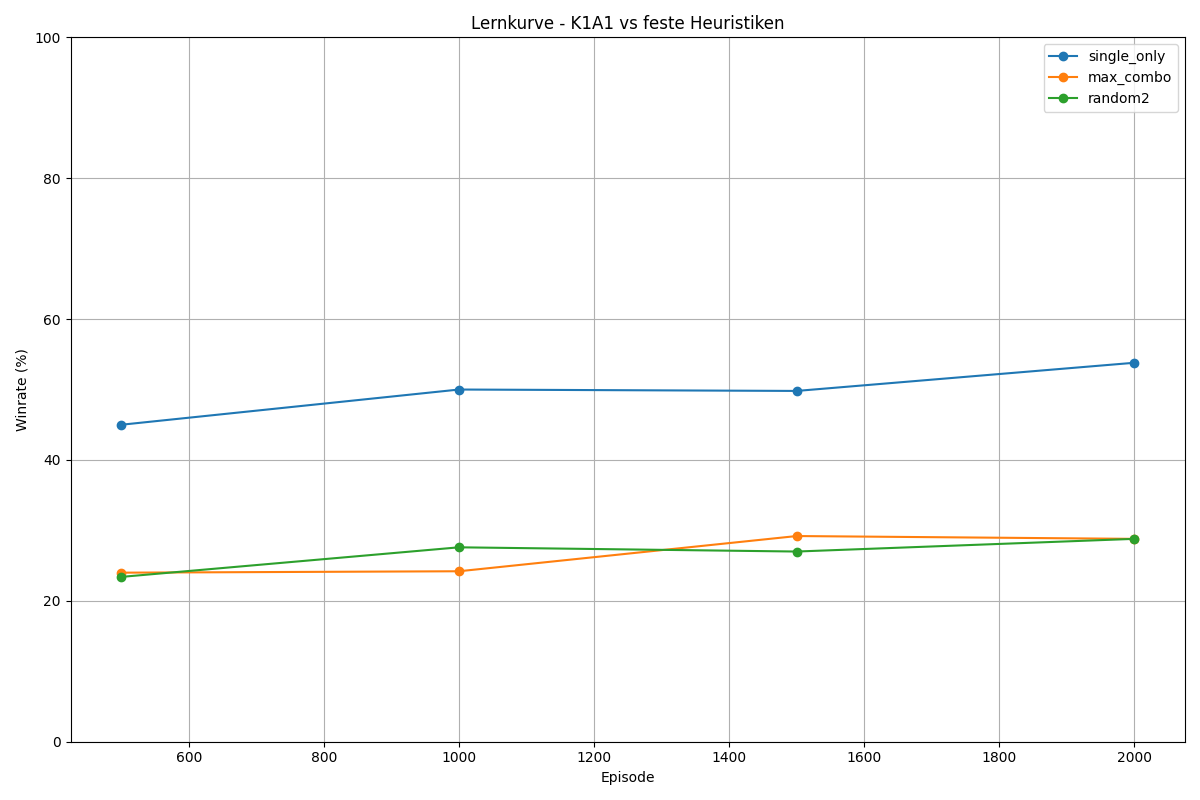 Lernkurve - K1A1 vs feste Heuristiken
single_only
max_combo
random2
Winrate (%)
100
80
60
40
20
0
600 800 1000 1200 1400 1600 1800 2000
Episode